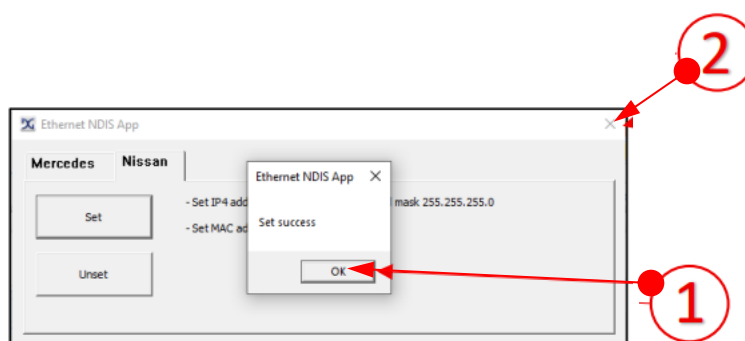 2
Ethernet NDIS App
Mercedes Nissan
Ethernet NDIS App
Set
- Set IP4 add
mask 255.255.255.0
- Set MAC ad
Set success
Unset
OK
1